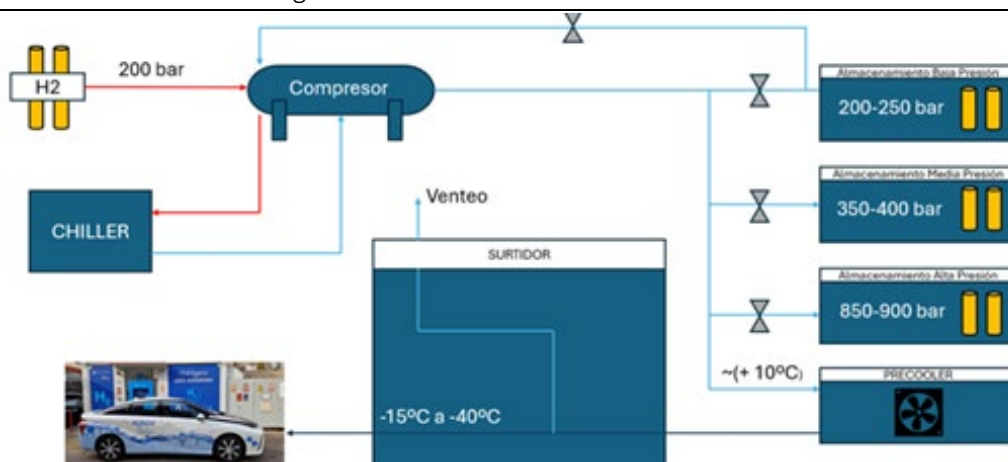 H2
200 bar
Compresor
Almacenamiento Baja Presión
200-250 bar
Almacenamiento Media Presión
350-400 bar
CHILLER
Venteo
SURTIDOR
Almacenamiento Alta Presión
850-900 bar
~(+ 10ºC)
PRECOOLER
-15ºC a -40ºC